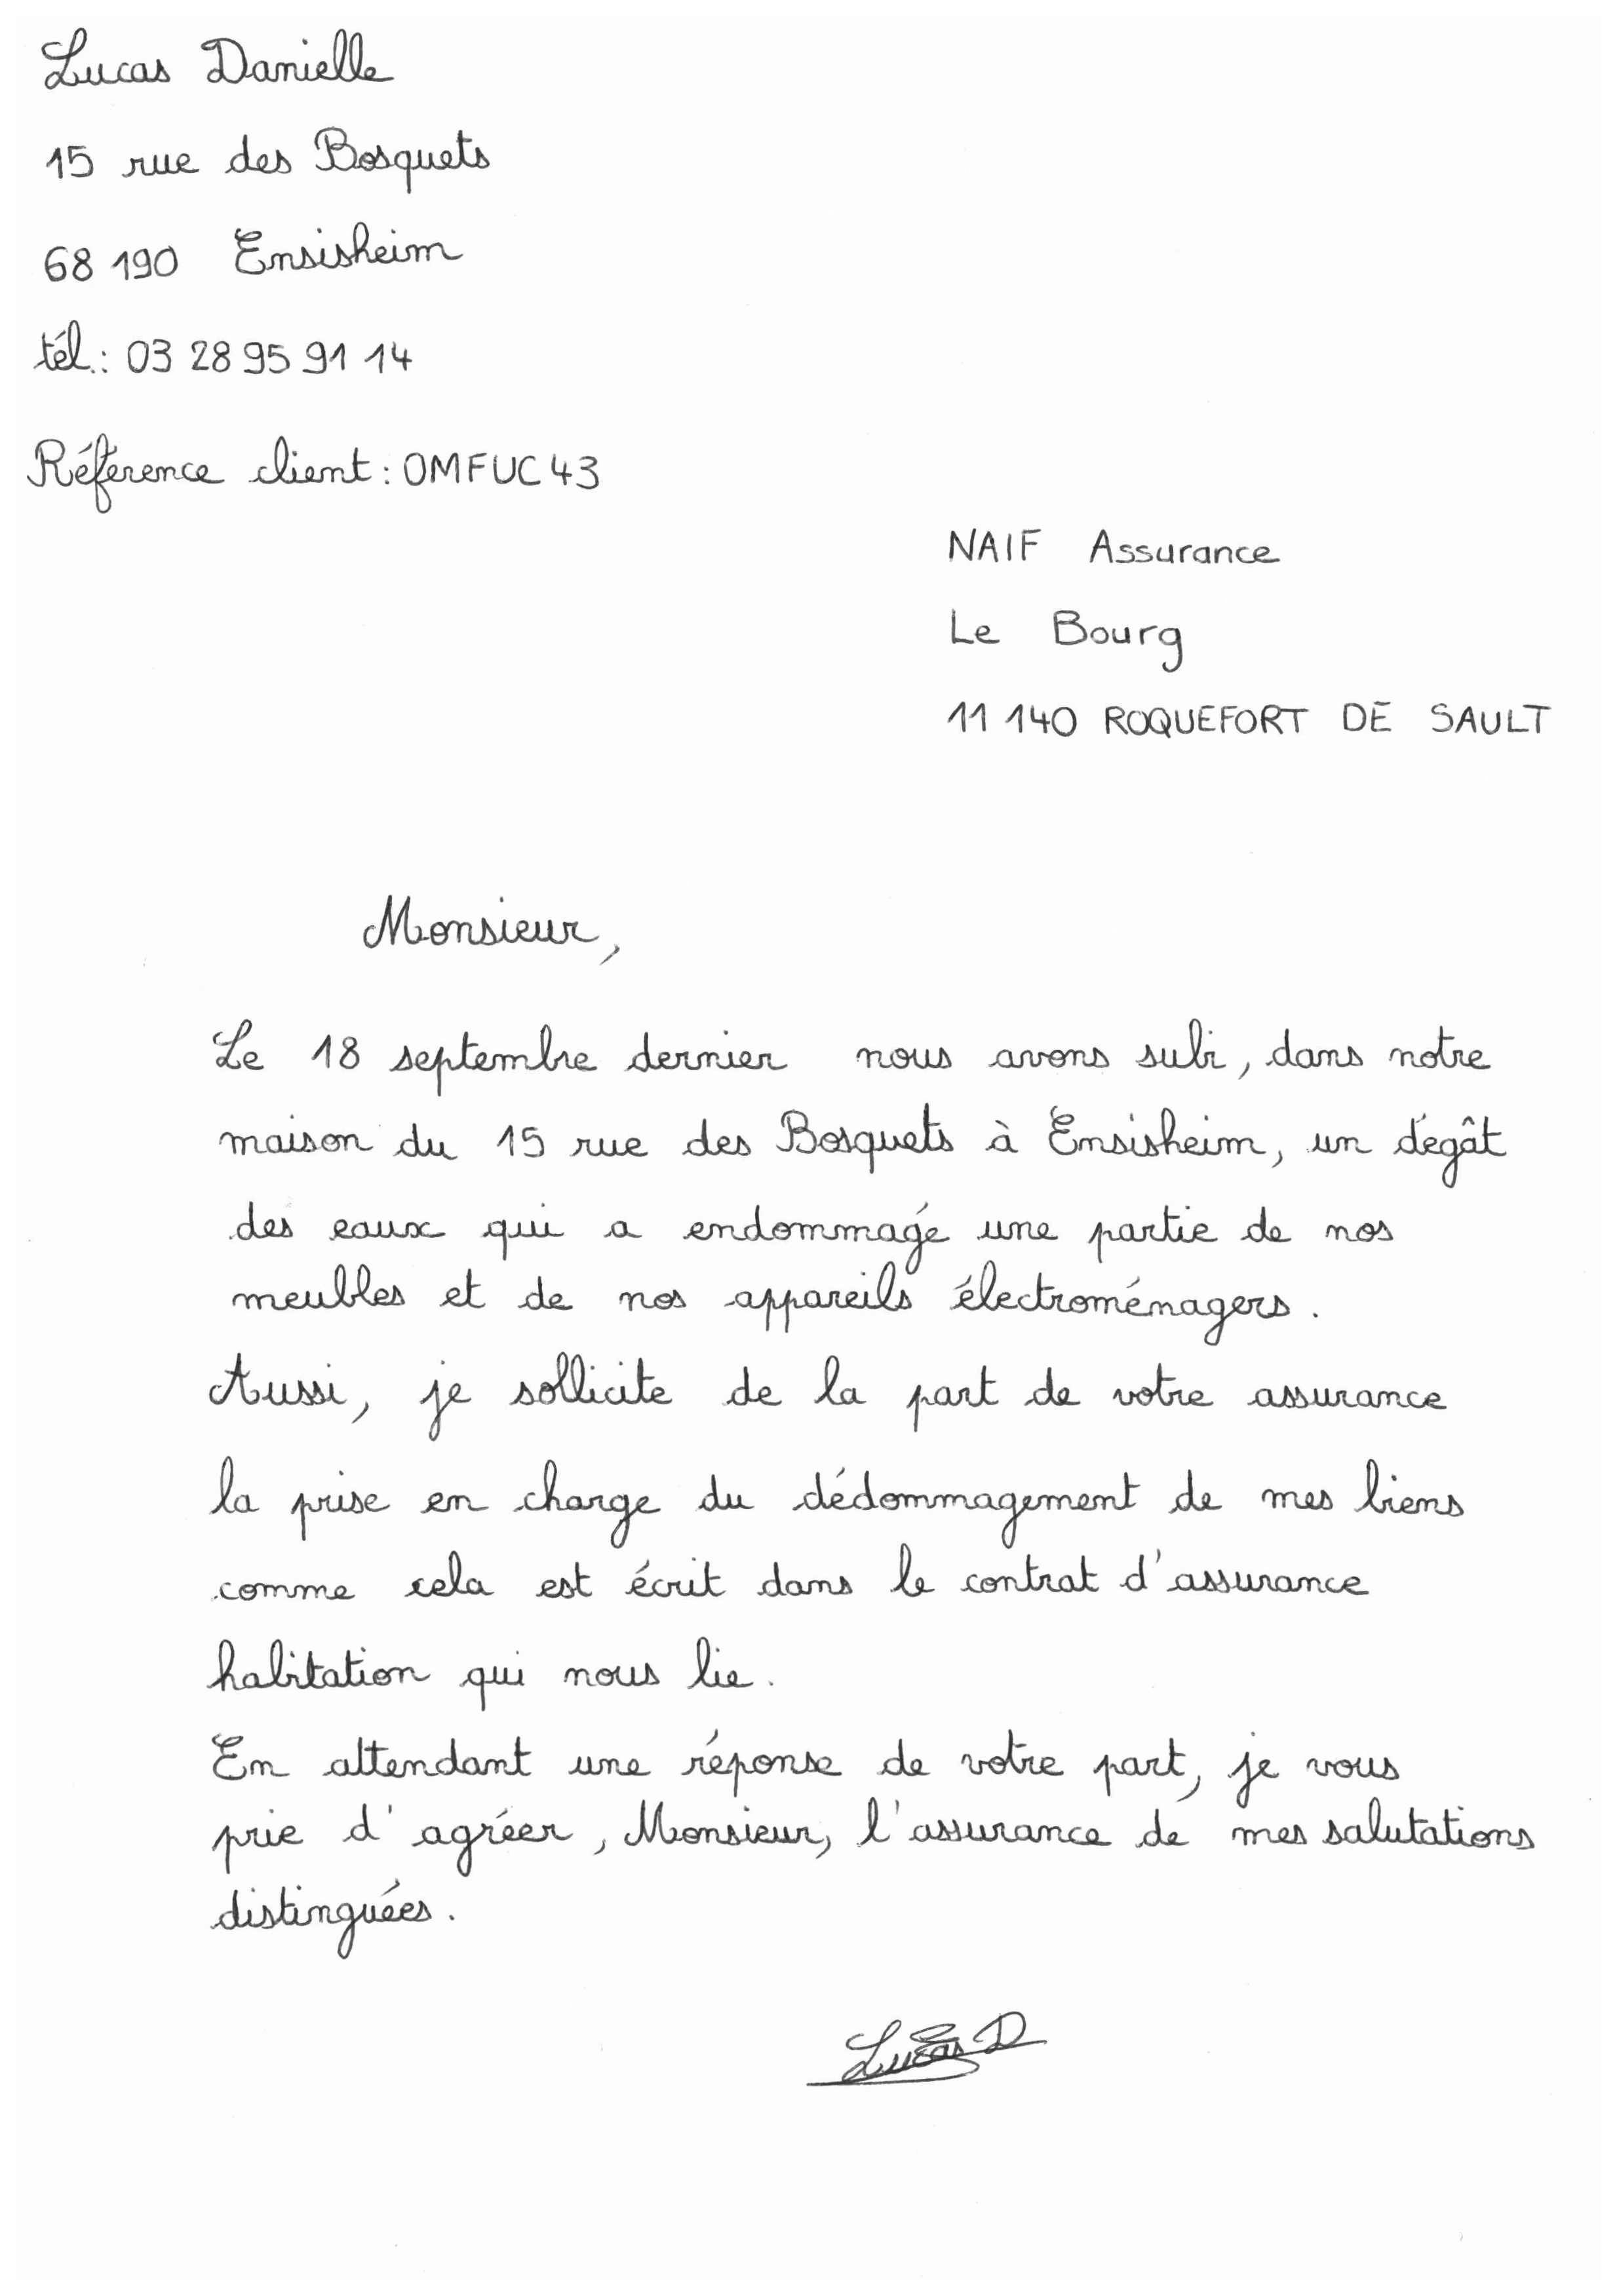 Lucas Danielle
15 rue des Bosquets
68 190 Ensisheim
tél.: 03 28 95 91 14
Réference client : OMFUC43
NAIF Assurance
Le Bourg
11 140 ROQUEFORT DE SAULT
Monsieur,
Le 18 septembre dernier nous avons subi, dans notre
maison du 15 rue des Bosquets à Ensisheim, un dégât
des eaux qui a endommagé une partie de nos
meubles et de nos appareils électroménagers.
Aussi, je sollicite de la part de votre assurance
la prise en charge du dédommagement de mes biens
comme cela est écrit dans le contrat d'assurance
habitation qui nous lie.
En attendant une réponse de votre part, je vous
prie d'agréer, Monsieur, l'assurance de mes salutations
distinguées.
Lucas D